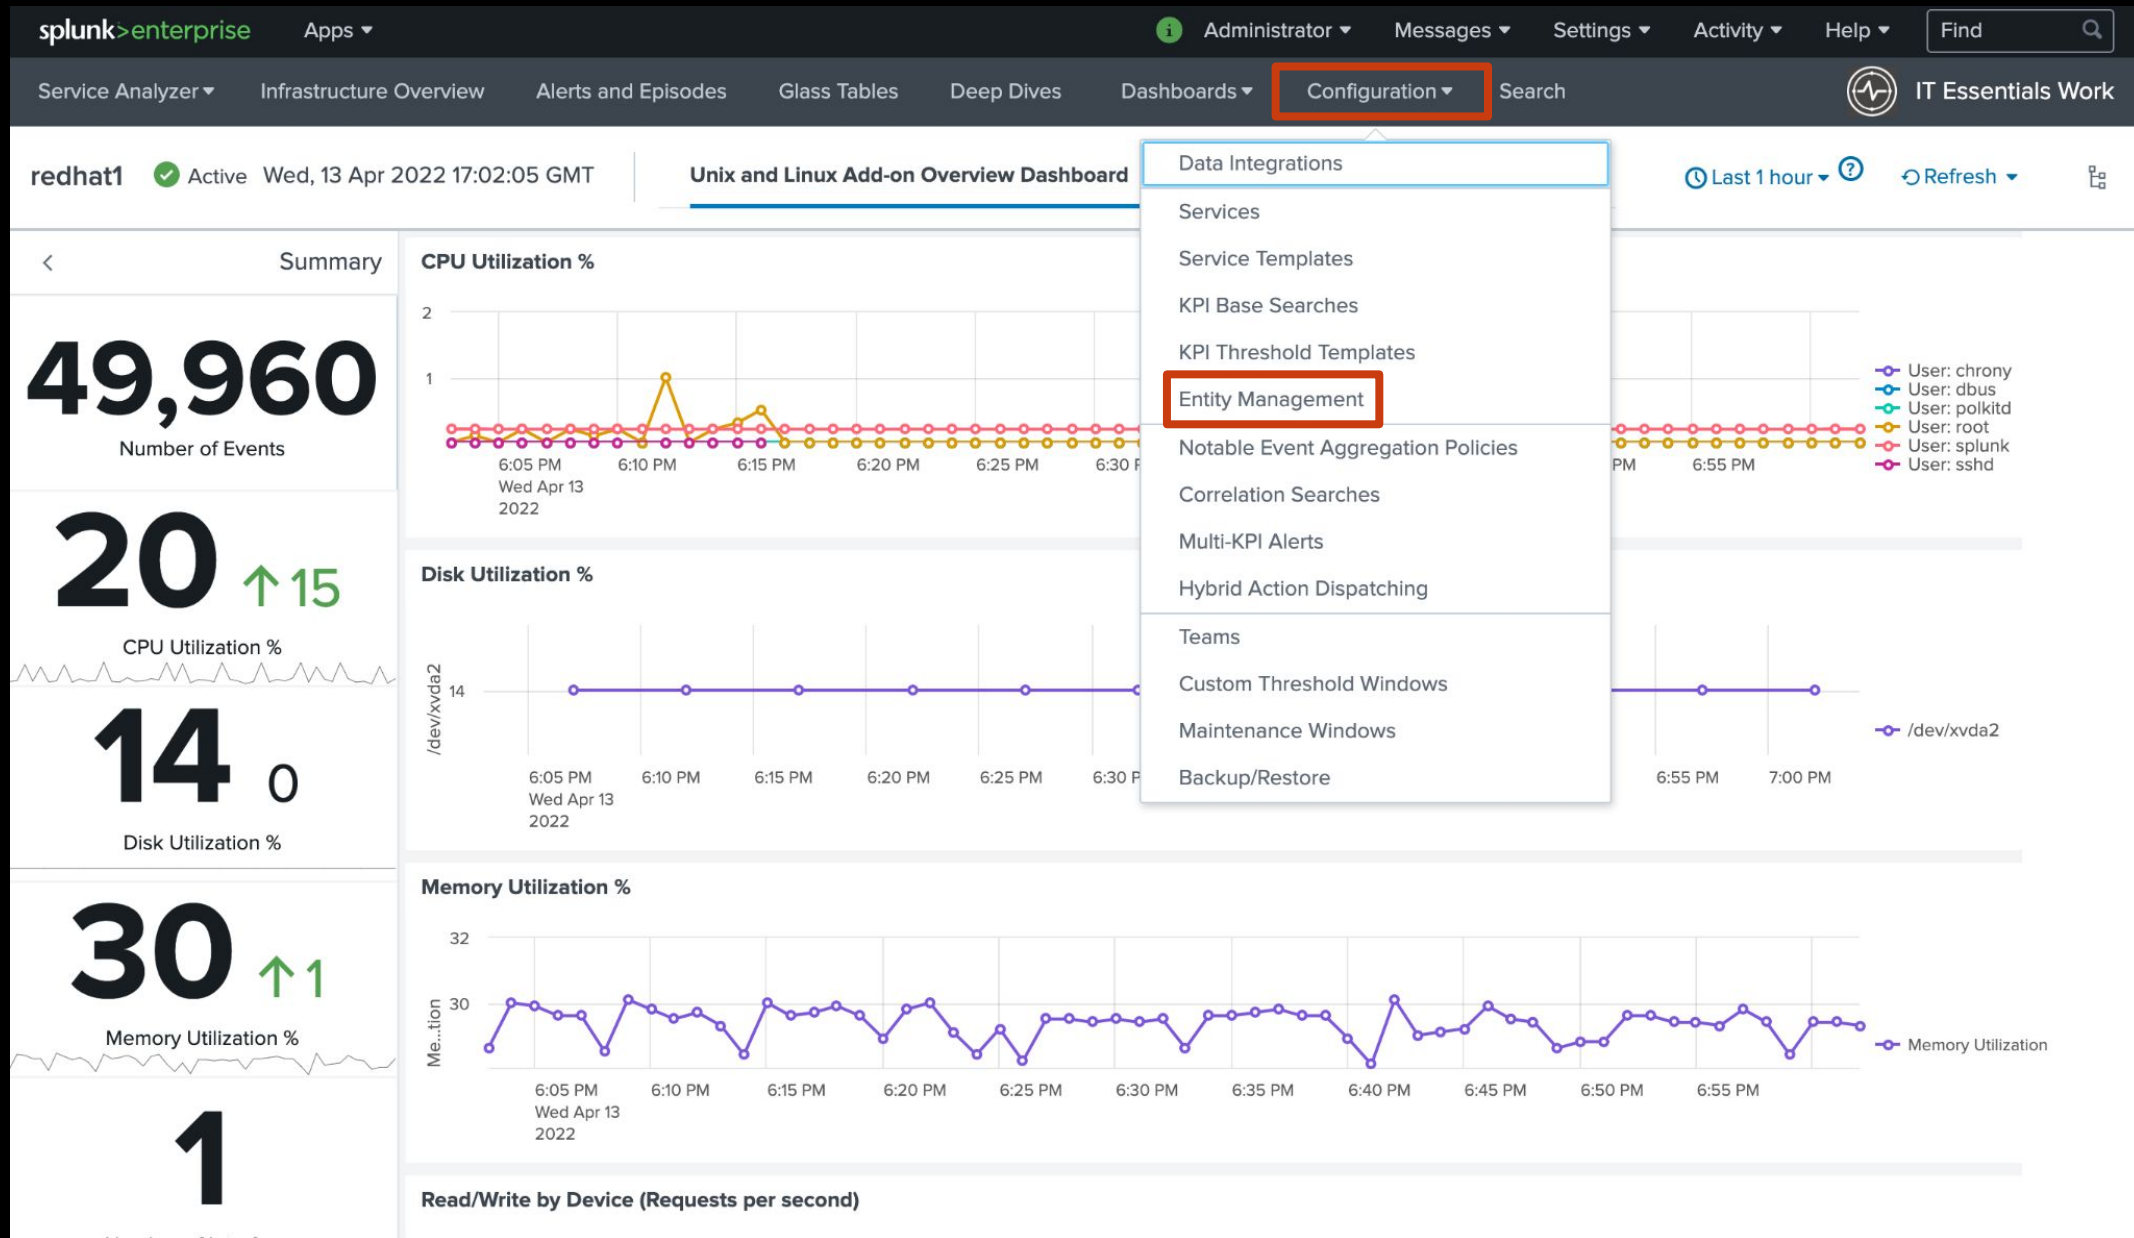 splunk>enterprise Apps Administrator Messages Settings Activity Help Find
Service Analyzer Infrastructure Overview Alerts and Episodes Glass Tables Deep Dives Dashboards Configuration Search IT Essentials Work
redhat1 Active Wed, 13 Apr 2022 17:02:05 GMT Unix and Linux Add-on Overview Dashboard Last 1 hour ? Refresh
Data Integrations
Services
Service Templates
KPI Base Searches
KPI Threshold Templates
Entity Management
Notable Event Aggregation Policies
Correlation Searches
Multi-KPI Alerts
Hybrid Action Dispatching
Teams
Custom Threshold Windows
Maintenance Windows
Backup/Restore
Summary
49,960
Number of Events
20 ↑15
CPU Utilization %
14 0
Disk Utilization %
30 ↑1
Memory Utilization %
1
CPU Utilization %
2
1
6:05 PM 6:10 PM 6:15 PM 6:20 PM 6:25 PM 6:30 PM 6:55 PM
Wed Apr 13
2022
User: chrony
User: dbus
User: polkitd
User: root
User: splunk
User: sshd
Disk Utilization %
/dev/xvda2
14
6:05 PM 6:10 PM 6:15 PM 6:20 PM 6:25 PM 6:30 P 6:55 PM 7:00 PM
Wed Apr 13
2022
/dev/xvda2
Memory Utilization %
32
30
Me...tion
6:05 PM 6:10 PM 6:15 PM 6:20 PM 6:25 PM 6:30 PM 6:35 PM 6:40 PM 6:45 PM 6:50 PM 6:55 PM
Wed Apr 13
2022
Memory Utilization
Read/Write by Device (Requests per second)